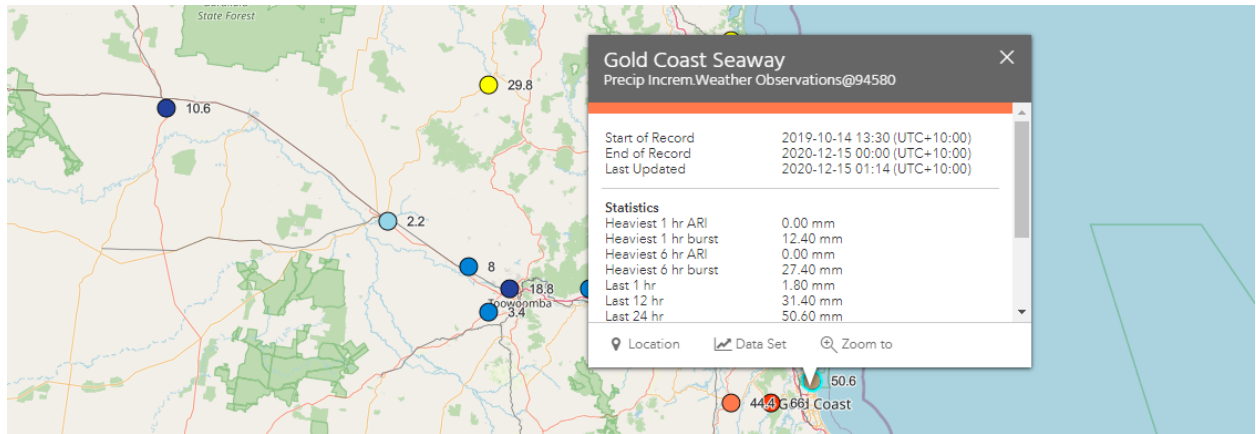 State Forest
29.8
10.6
2.2
8
18.8
Toowoomba
3.4
Gold Coast Seaway
Precip Increm.Weather Observations@94580
Start of Record 2019-10-14 13:30 (UTC+10:00)
End of Record 2020-12-15 00:00 (UTC+10:00)
Last Updated 2020-12-15 01:14 (UTC+10:00)
Statistics
Heaviest 1 hr ARI 0.00 mm
Heaviest 1 hr burst 12.40 mm
Heaviest 6 hr ARI 0.00 mm
Heaviest 6 hr burst 27.40 mm
Last 1 hr 1.80 mm
Last 12 hr 31.40 mm
Last 24 hr 50.60 mm
Location Data Set Zoom to
50.6
44.4 66 Gold Coast